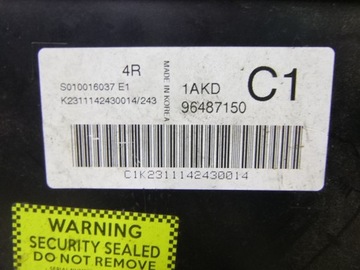 4R
S010016037 E1
K2311142430014/243
MADE IN KOREA
1AKD
96487150
C1
C1K2311142430014
WARNING
SECURITY SEALED
DO NOT REMOVE